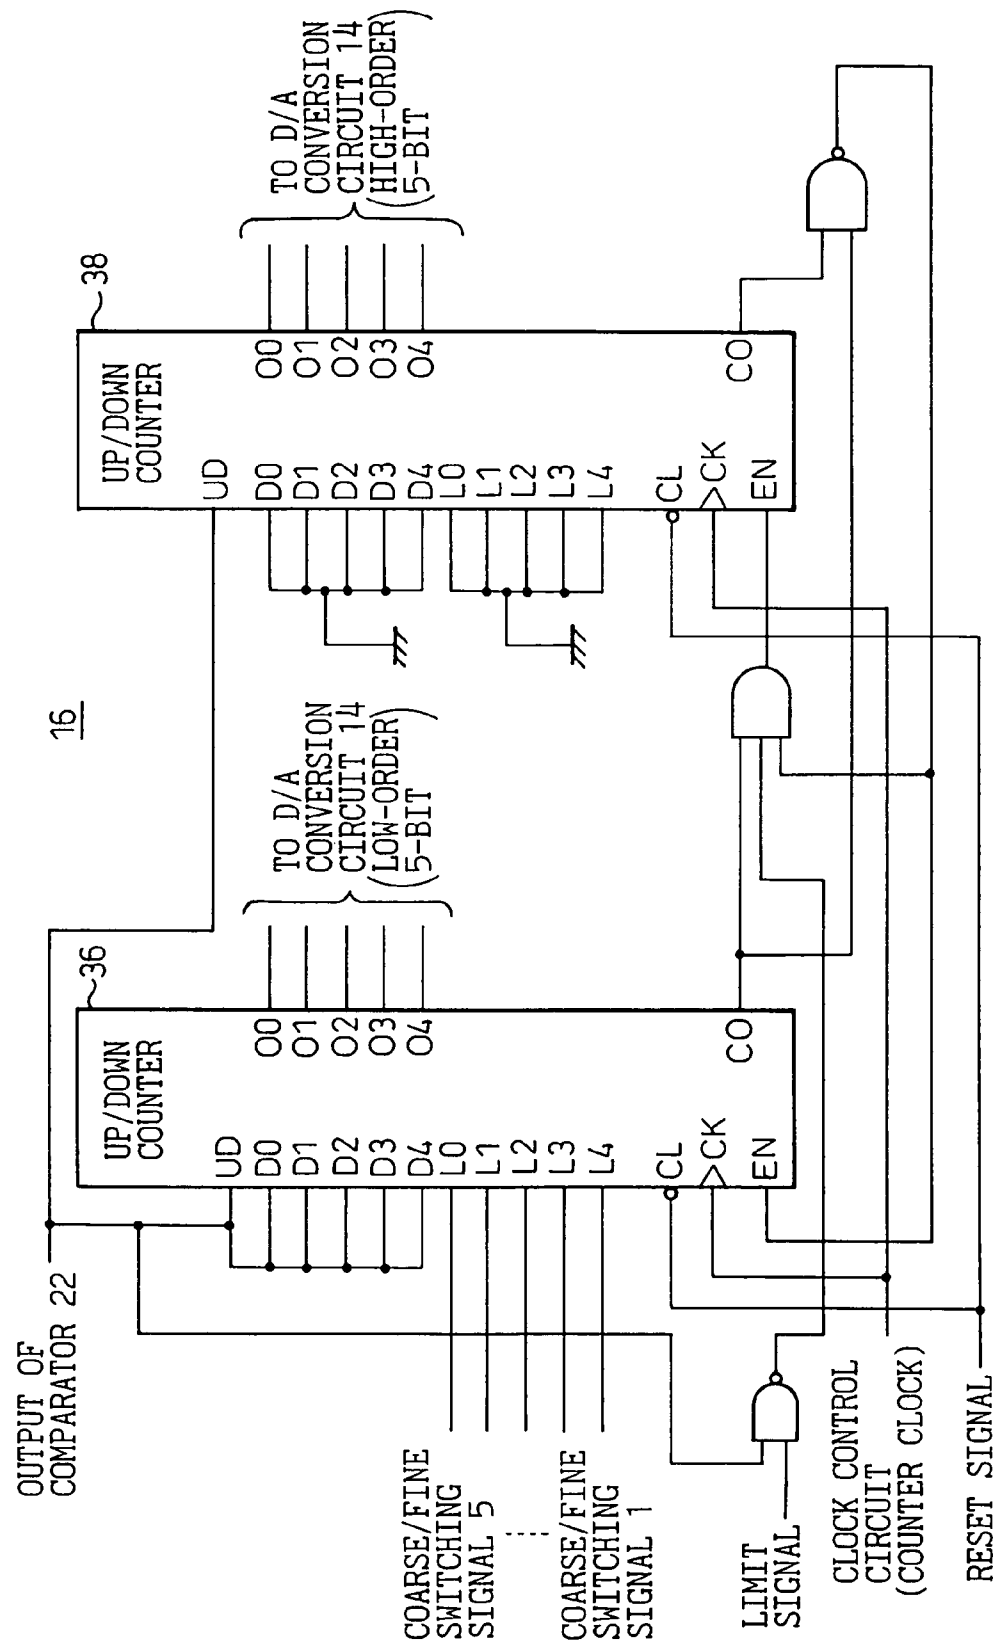 16
OUTPUT OF
COMPARATOR 22
COARSE/FINE
SWITCHING
SIGNAL 5
COARSE/FINE
SWITCHING
SIGNAL 1
LIMIT
SIGNAL
CLOCK CONTROL
CIRCUIT
(COUNTER CLOCK)
RESET SIGNAL
36
UP/DOWN
COUNTER
UD
D0
D1
D2
D3
D4
L0
L1
L2
L3
L4
CL
CK
EN
O0
O1
O2
O3
O4
CO
TO D/A
CONVERSION
CIRCUIT 14
(LOW-ORDER
5-BIT)
38
UP/DOWN
COUNTER
UD
D0
D1
D2
D3
D4
L0
L1
L2
L3
L4
CL
CK
EN
O0
O1
O2
O3
O4
CO
TO D/A
CONVERSION
CIRCUIT 14
(HIGH-ORDER
5-BIT)